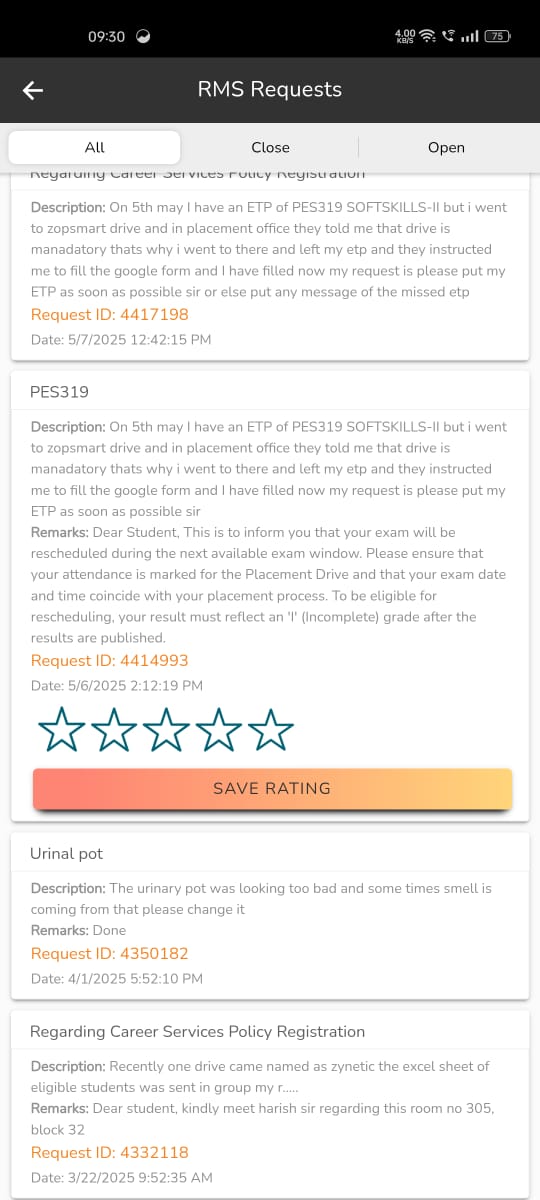 09:30
4.00
KB/S
75
RMS Requests
All
Close
Open
Regarding Career Services Policy Registration
Description: On 5th may I have an ETP of PES319 SOFTSKILLS-II but i went
to zopsmart drive and in placement office they told me that drive is
manadatory thats why i went to there and left my etp and they instructed
me to fill the google form and I have filled now my request is please put my
ETP as soon as possible sir or else put any message of the missed etp
Request ID: 4417198
Date: 5/7/2025 12:42:15 PM
PES319
Description: On 5th may I have an ETP of PES319 SOFTSKILLS-II but i went
to zopsmart drive and in placement office they told me that drive is
manadatory thats why i went to there and left my etp and they instructed
me to fill the google form and I have filled now my request is please put my
ETP as soon as possible sir
Remarks: Dear Student, This is to inform you that your exam will be
rescheduled during the next available exam window. Please ensure that
your attendance is marked for the Placement Drive and that your exam date
and time coincide with your placement process. To be eligible for
rescheduling, your result must reflect an 'I' (Incomplete) grade after the
results are published.
Request ID: 4414993
Date: 5/6/2025 2:12:19 PM
SAVE RATING
Urinal pot
Description: The urinary pot was looking too bad and some times smell is
coming from that please change it
Remarks: Done
Request ID: 4350182
Date: 4/1/2025 5:52:10 PM
Regarding Career Services Policy Registration
Description: Recently one drive came named as zynetic the excel sheet of
eligible students was sent in group my r.....
Remarks: Dear student, kindly meet harish sir regarding this room no 305,
block 32
Request ID: 4332118
Date: 3/22/2025 9:52:35 AM